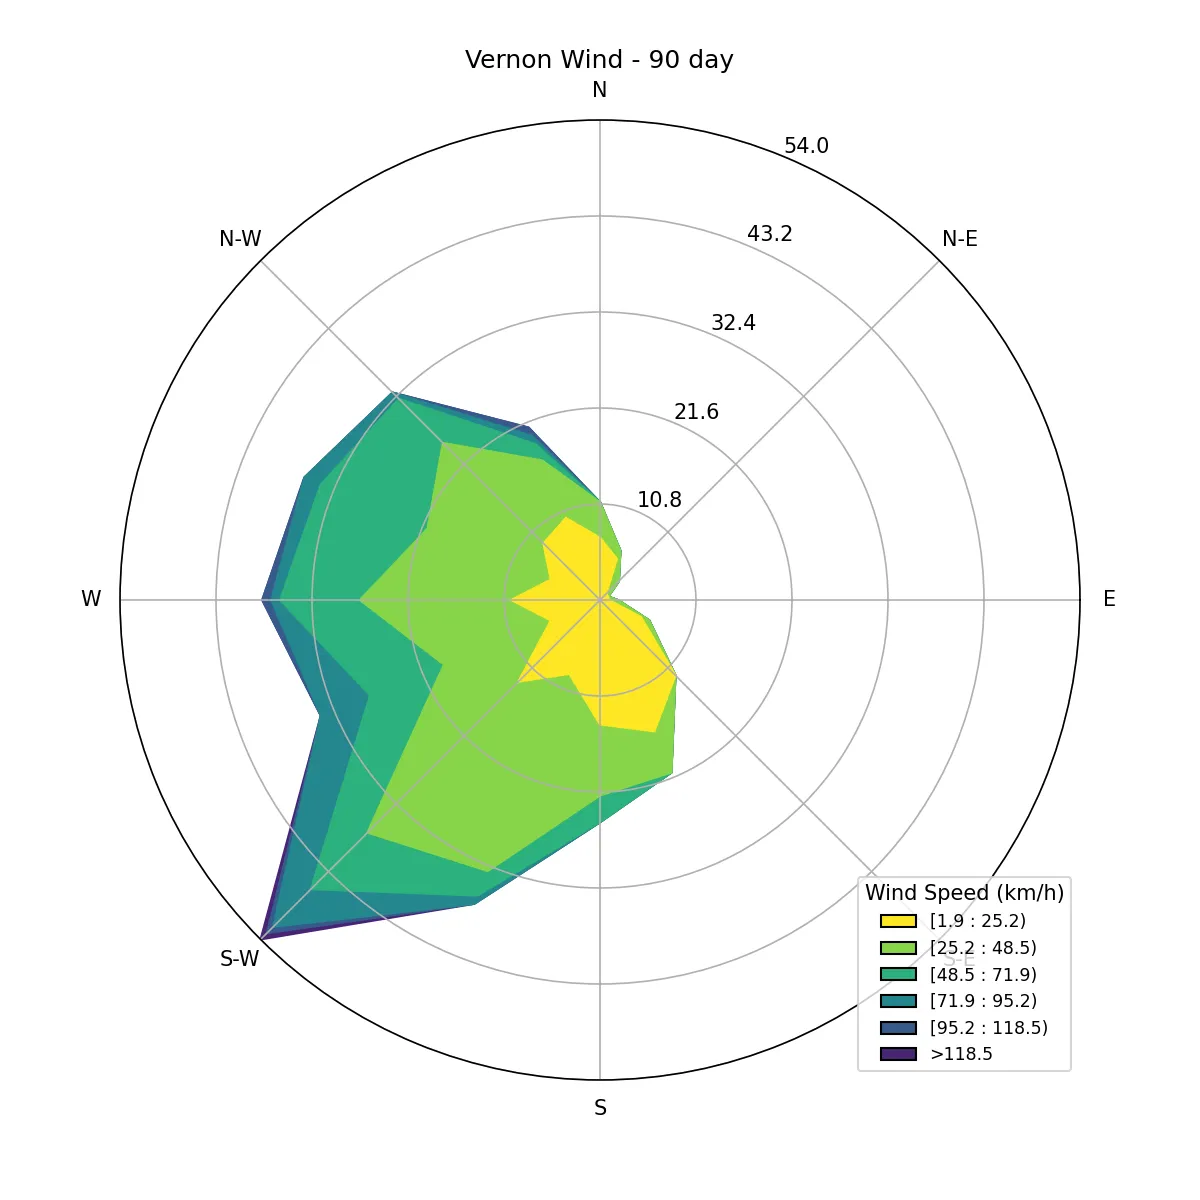 Vernon Wind - 90 day
N
54.0
N-W
43.2
N-E
32.4
21.6
10.8
W
E
Wind Speed (km/h)
[1.9 : 25.2)
[25.2 : 48.5)
S-W
S-E
[48.5 : 71.9)
[71.9 : 95.2)
[95.2 : 118.5)
>118.5
S